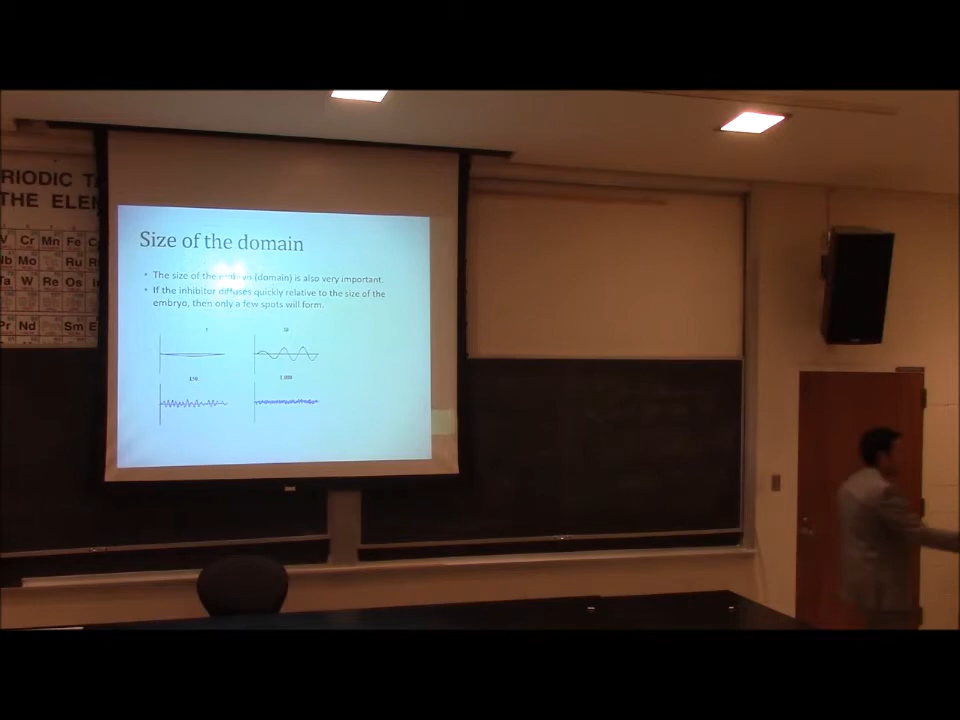 RIODIC T
THE ELE
V Cr Mn Fe C
Nb Mo Ru R
Ta W Re Os I
Pr Nd Sm E
Size of the domain
• The size of the (domain) is also very important.
• If the inhibitor diffuses quickly relative to the size of the
embryo, then only a few spots will form.